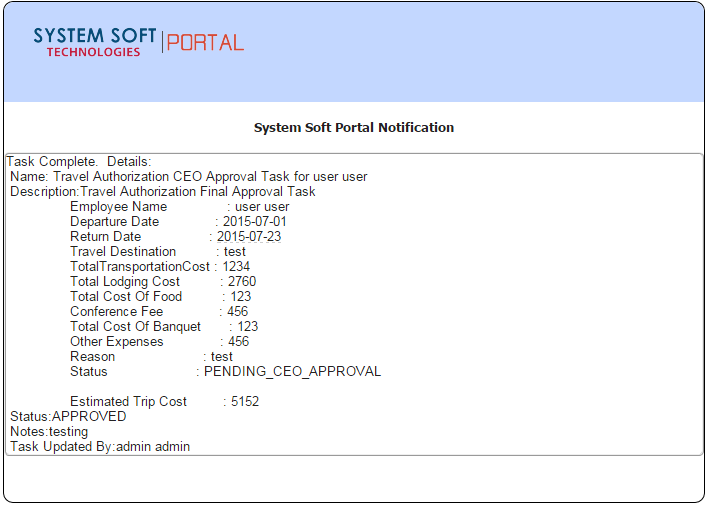 SYSTEM SOFT
TECHNOLOGIES
PORTAL
System Soft Portal Notification
Task Complete. Details:
Name: Travel Authorization CEO Approval Task for user user
Description:Travel Authorization Final Approval Task
Employee Name : user user
Departure Date : 2015-07-01
Return Date : 2015-07-23
Travel Destination : test
TotalTransportationCost : 1234
Total Lodging Cost : 2760
Total Cost Of Food : 123
Conference Fee : 456
Total Cost Of Banquet : 123
Other Expenses : 456
Reason : test
Status : PENDING_CEO_APPROVAL
Estimated Trip Cost : 5152
Status:APPROVED
Notes:testing
Task Updated By:admin admin